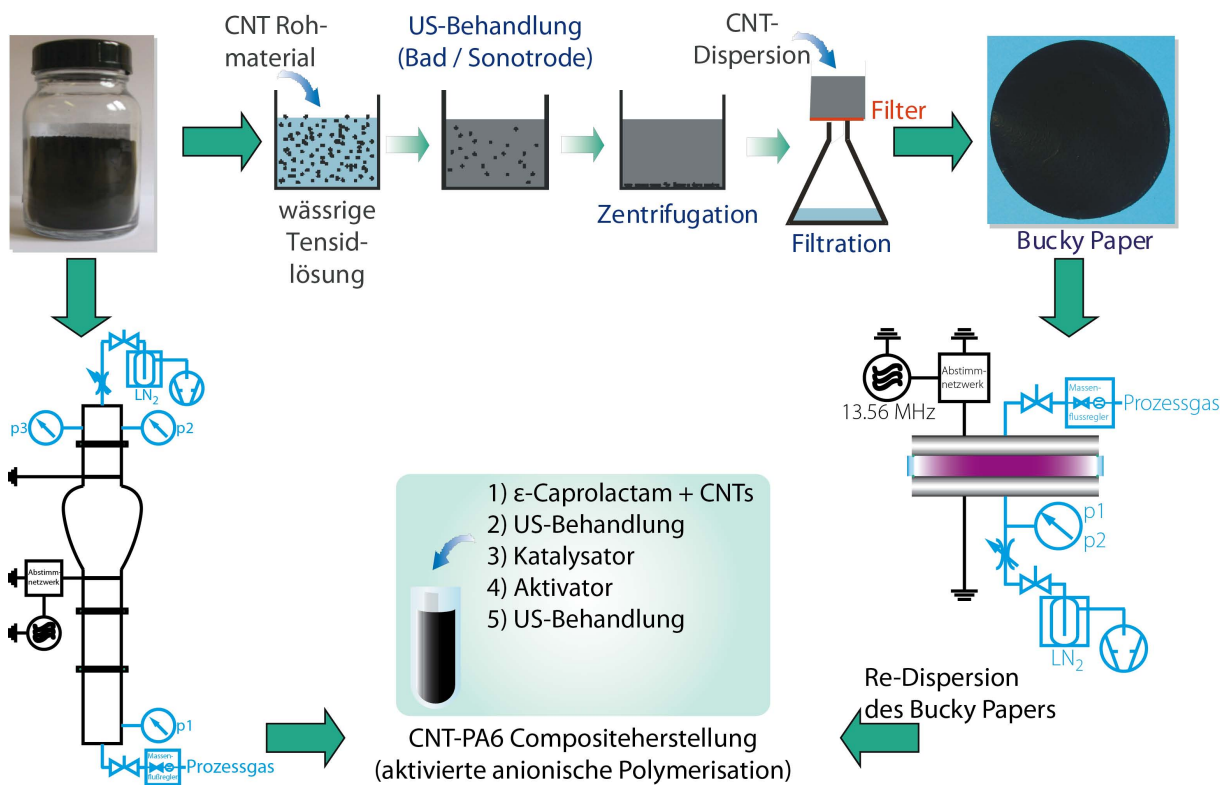 CNT Roh-
material
US-Behandlung
(Bad / Sonotrode)
CNT-
Dispersion
Filter
wässrige
Tensid-
lösung
Zentrifugation
Filtration
Bucky Paper
LN2
p3
p2
Abstimm-
netzwerk
p1
Massen-
flußregler
Prozessgas
13.56 MHz
Abstimm-
netzwerk
Massen-
flussregler
Prozessgas
p1
p2
LN2
1) ε-Caprolactam + CNTs
2) US-Behandlung
3) Katalysator
4) Aktivator
5) US-Behandlung
Re-Dispersion
des Bucky Papers
CNT-PA6 Compositeherstellung
(aktivierte anionische Polymerisation)